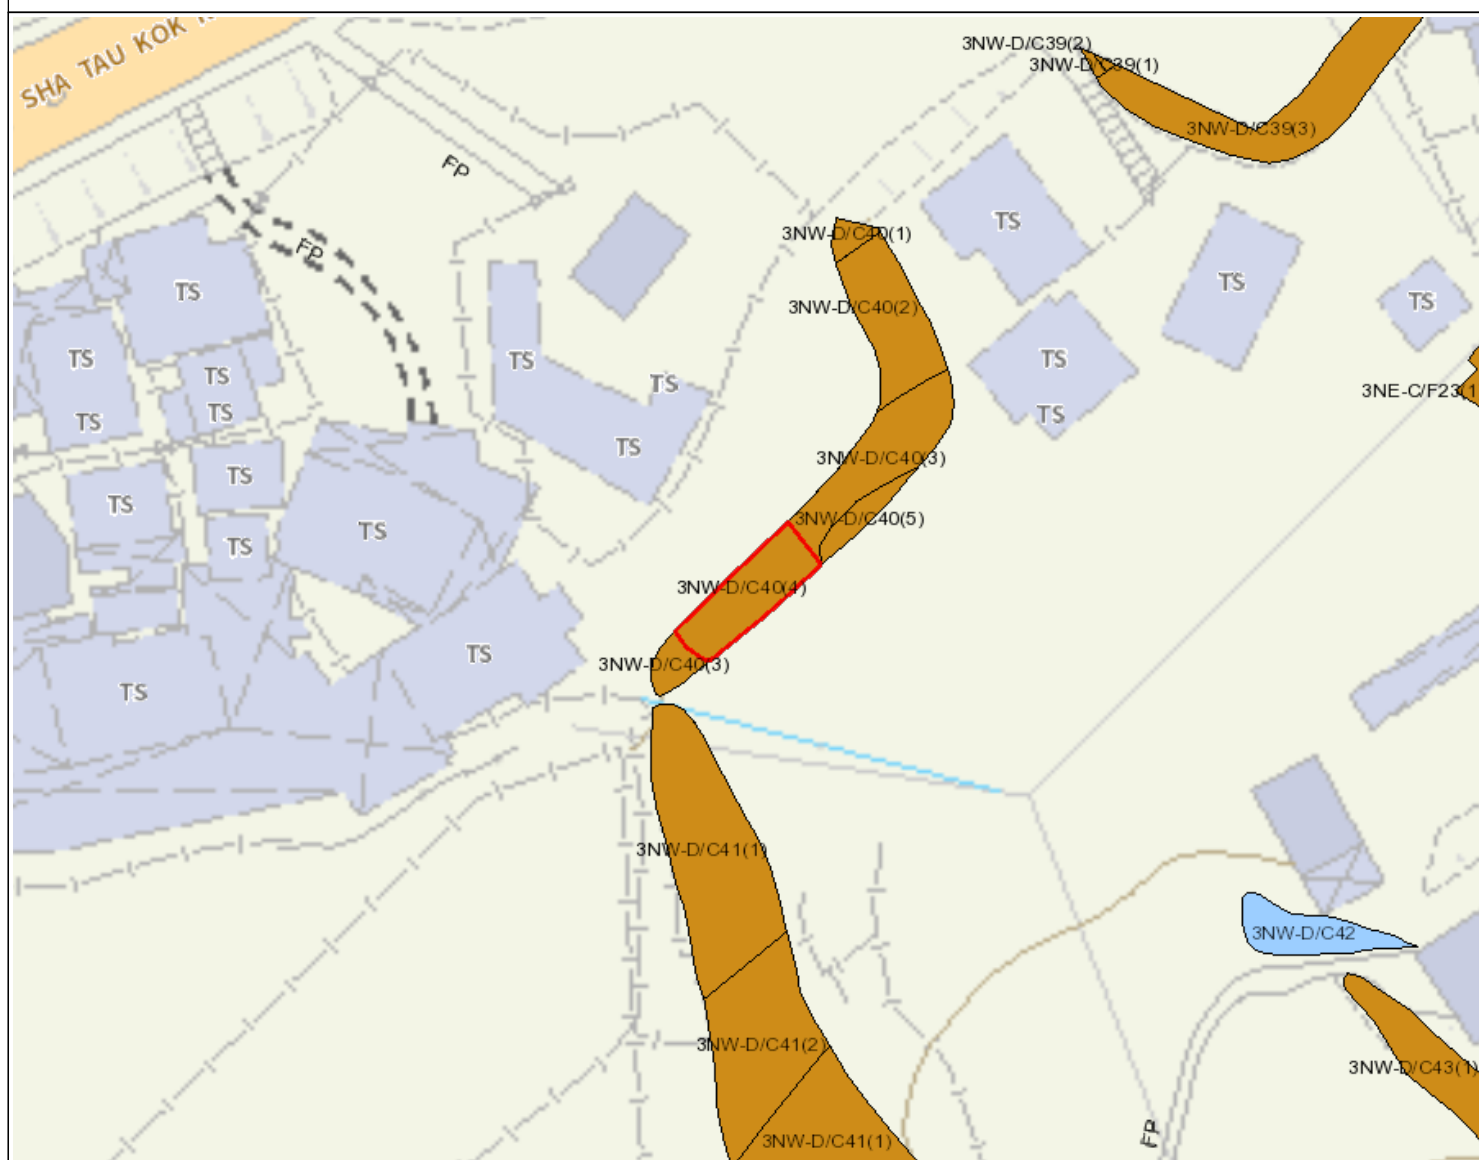 SHA TAU KOK
3NW-D/C39(2)
3NW-D/C39(1)
3NW-D/C39(3)
FP
TS
3NW-D/C40(1)
FP
TS
TS
3NW-D/C40(2)
TS
TS
TS
TS
TS
TS
TS
3NE-C/F23(1
TS
TS
TS
TS
3NW-D/C40(3)
TS
TS
3NW-D/C40(5)
TS
TS
3NW-D/C40(4)
TS
3NW-D/C40(3)
TS
3NW-D/C41(1)
3NW-D/C42
3NW-D/C41(2)
3NW-D/C43(1)
FP
3NW-D/C41(1)